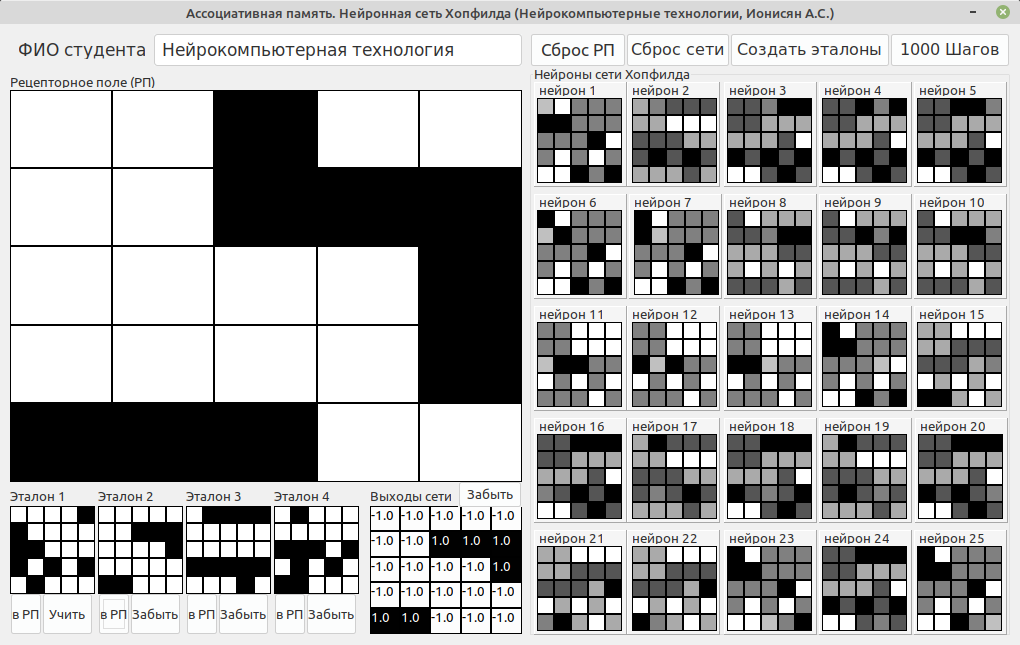 Ассоциативная память. Нейронная сеть Хопфилда (Нейрокомпьютерные технологии, Ионисян А.С.)
ФИО студента Нейрокомпьютерная технология Сброс РП Сброс сети Создать эталоны 1000 Шагов
Рецепторное поле (РП)
Нейроны сети Хопфилда
нейрон 1 нейрон 2 нейрон 3 нейрон 4 нейрон 5
нейрон 6 нейрон 7 нейрон 8 нейрон 9 нейрон 10
нейрон 11 нейрон 12 нейрон 13 нейрон 14 нейрон 15
нейрон 16 нейрон 17 нейрон 18 нейрон 19 нейрон 20
нейрон 21 нейрон 22 нейрон 23 нейрон 24 нейрон 25
Эталон 1 Эталон 2 Эталон 3 Эталон 4 Выходы сети Забыть
-1.0 -1.0 -1.0 -1.0 -1.0
-1.0 -1.0 1.0 1.0 1.0
-1.0 -1.0 -1.0 -1.0 1.0
-1.0 -1.0 -1.0 -1.0 -1.0
1.0 1.0 -1.0 -1.0 -1.0
в РП Учить в РП Забыть в РП Забыть в РП Забыть